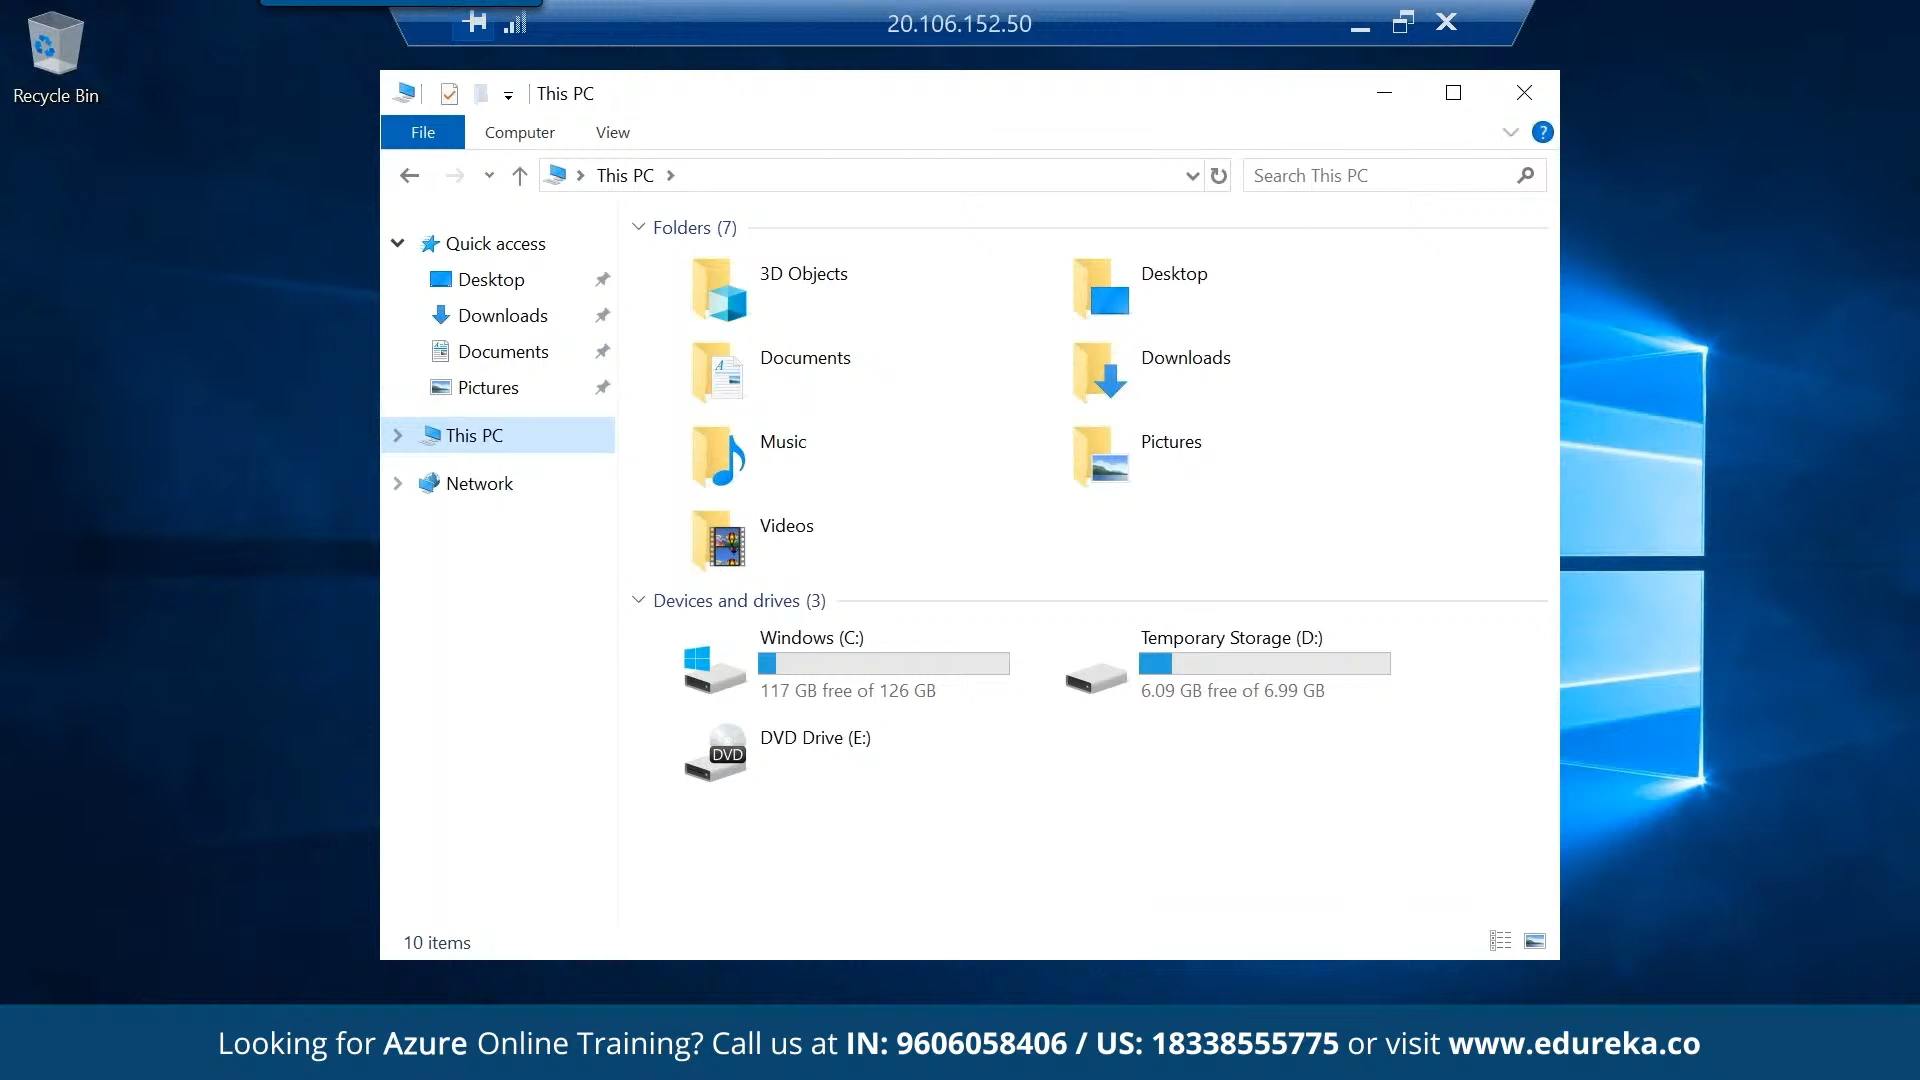 20.106.152.50
Recycle Bin
This PC
File Computer View
This PC
Search This PC
Quick access
Desktop
Downloads
Documents
Pictures
This PC
Network
Folders (7)
3D Objects
Desktop
Documents
Downloads
Music
Pictures
Videos
Devices and drives (3)
Windows (C:)
117 GB free of 126 GB
Temporary Storage (D:)
6.09 GB free of 6.99 GB
DVD
DVD Drive (E:)
10 items
Looking for Azure Online Training? Call us at IN: 9606058406 / US: 18338555775 or visit www.edureka.co